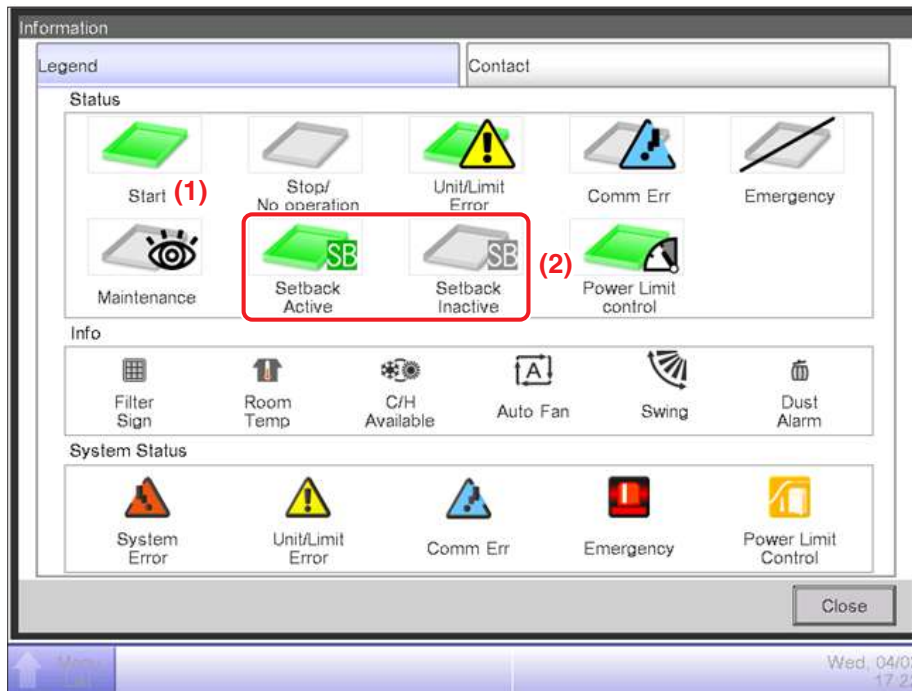 Information
Legend
Contact
Status
Start (1)
Stop/
No operation
Unit/Limit
Error
Comm Err
Emergency
Maintenance
SB
Setback
Active
SB
Setback
Inactive
(2)
Power Limit
control
Info
Filter
Sign
Room
Temp
C/H
Available
A
Auto Fan
Swing
Dust
Alarm
System Status
System
Error
Unit/Limit
Error
Comm Err
Emergency
Power Limit
Control
Close
Menu
List
Wed, 04/0
17:2